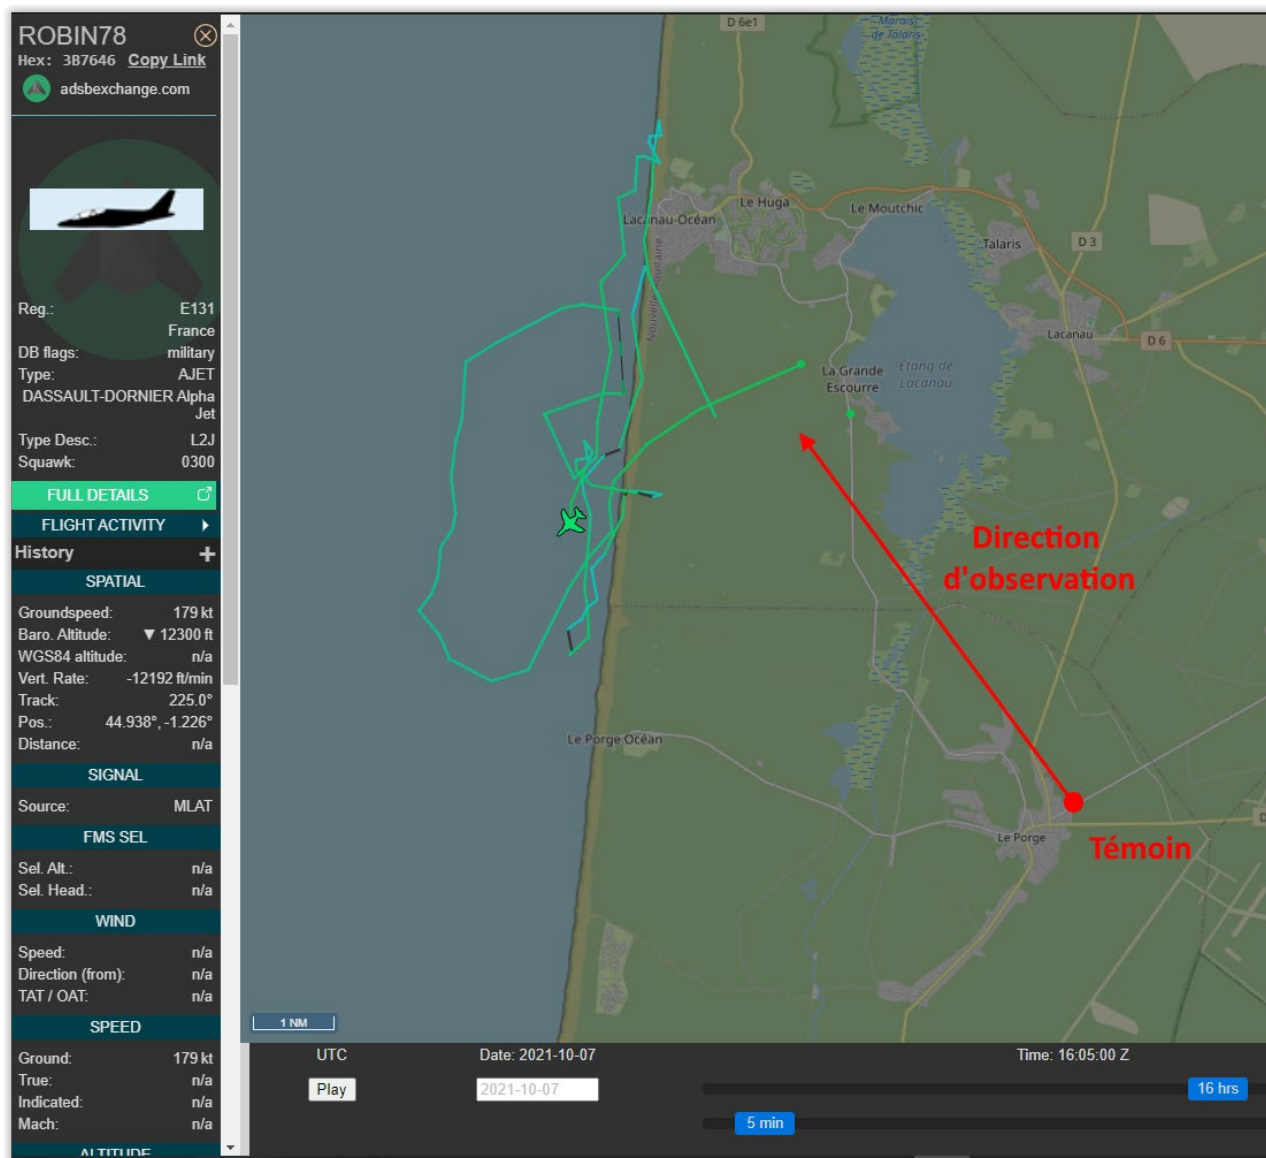 ROBIN78
Hex: 3B7646 Copy Link
adsbexchange.com
Reg.: E131
France
DB flags: military
Type: AJET
DASSAULT-DORNIER Alpha
Jet
Type Desc.: L2J
Squawk: 0300
FULL DETAILS
FLIGHT ACTIVITY
History +
SPATIAL
Groundspeed: 179 kt
Baro. Altitude: ▼ 12300 ft
WGS84 altitude: n/a
Vert. Rate: -12192 ft/min
Track: 225.0°
Pos.: 44.938°, -1.226°
Distance: n/a
SIGNAL
Source: MLAT
FMS SEL
Sel. Alt.: n/a
Sel. Head.: n/a
WIND
Speed: n/a
Direction (from): n/a
TAT / OAT: n/a
SPEED
Ground: 179 kt
True: n/a
Indicated: n/a
Mach: n/a
ALTITUDE
D 6e1
Marais
de Talaris
Lacanau-Océan
Le Huga
Le Moutchic
Talaris
D 3
Nouvelle-Aquitaine
Lacanau
D 6
La Grande
Escourre
Etang de
Lacanau
Direction
d'observation
Le Porge Océan
Le Porge
Témoin
1 NM
UTC
Date: 2021-10-07
Time: 16:05:00 Z
Play
2021-10-07
16 hrs
5 min